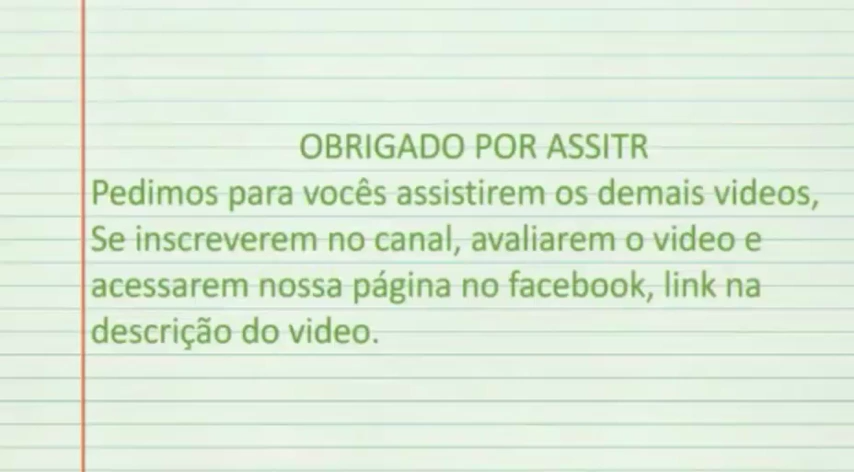 OBRIGADO POR ASSITR
Pedimos para vocês assistirem os demais videos,
Se inscreverem no canal, avaliarem o video e
acessarem nossa página no facebook, link na
descrição do video.